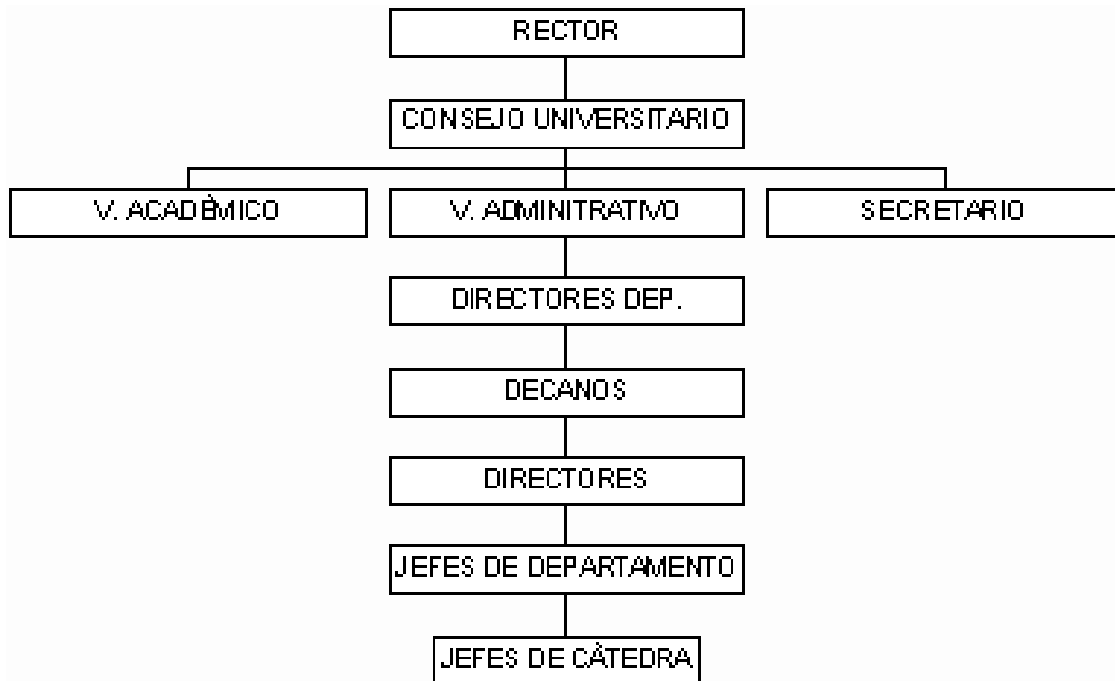 RECTOR
CONSEJO UNIVERSITARIO
V. ACADÈMICO
V. ADMINITRATIVO
SECRETARIO
DIRECTORES DEP.
DECANOS
DIRECTORES
JEFES DE DEPARTAMENTO
JEFES DE CÀTEDRA